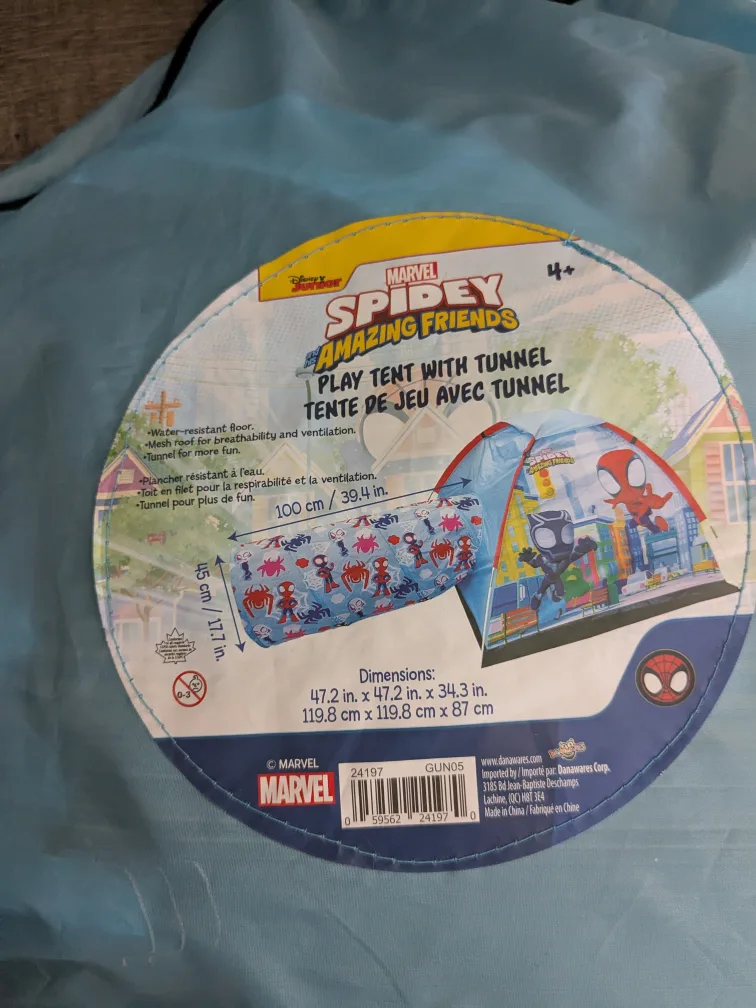 Disney
Junior
4+
MARVEL
SPIDEY
and his
AMAZING FRIENDS
PLAY TENT WITH TUNNEL
TENTE DE JEU AVEC TUNNEL
•Water-resistant floor.
•Mesh roof for breathability and ventilation.
•Tunnel for more fun.
•Plancher résistant à l'eau.
•Toit en filet pour la respirabilité et la ventilation.
•Tunnel pour plus de fun.
100 cm / 39.4 in.
45 cm / 17.7 in.
SPIDEY
AMAZING FRIENDS
0-3
Dimensions:
47.2 in. x 47.2 in. x 34.3 in.
119.8 cm x 119.8 cm x 87 cm
© MARVEL
MARVEL
24197 GUN05
0 59562 24197 0
www.danawares.com
DANAWARES
Imported by / Importé par: Danawares Corp.
3185 Bd Jean-Baptiste Deschamps
Lachine, (QC) H8T 3E4
Made in China / Fabriqué en Chine